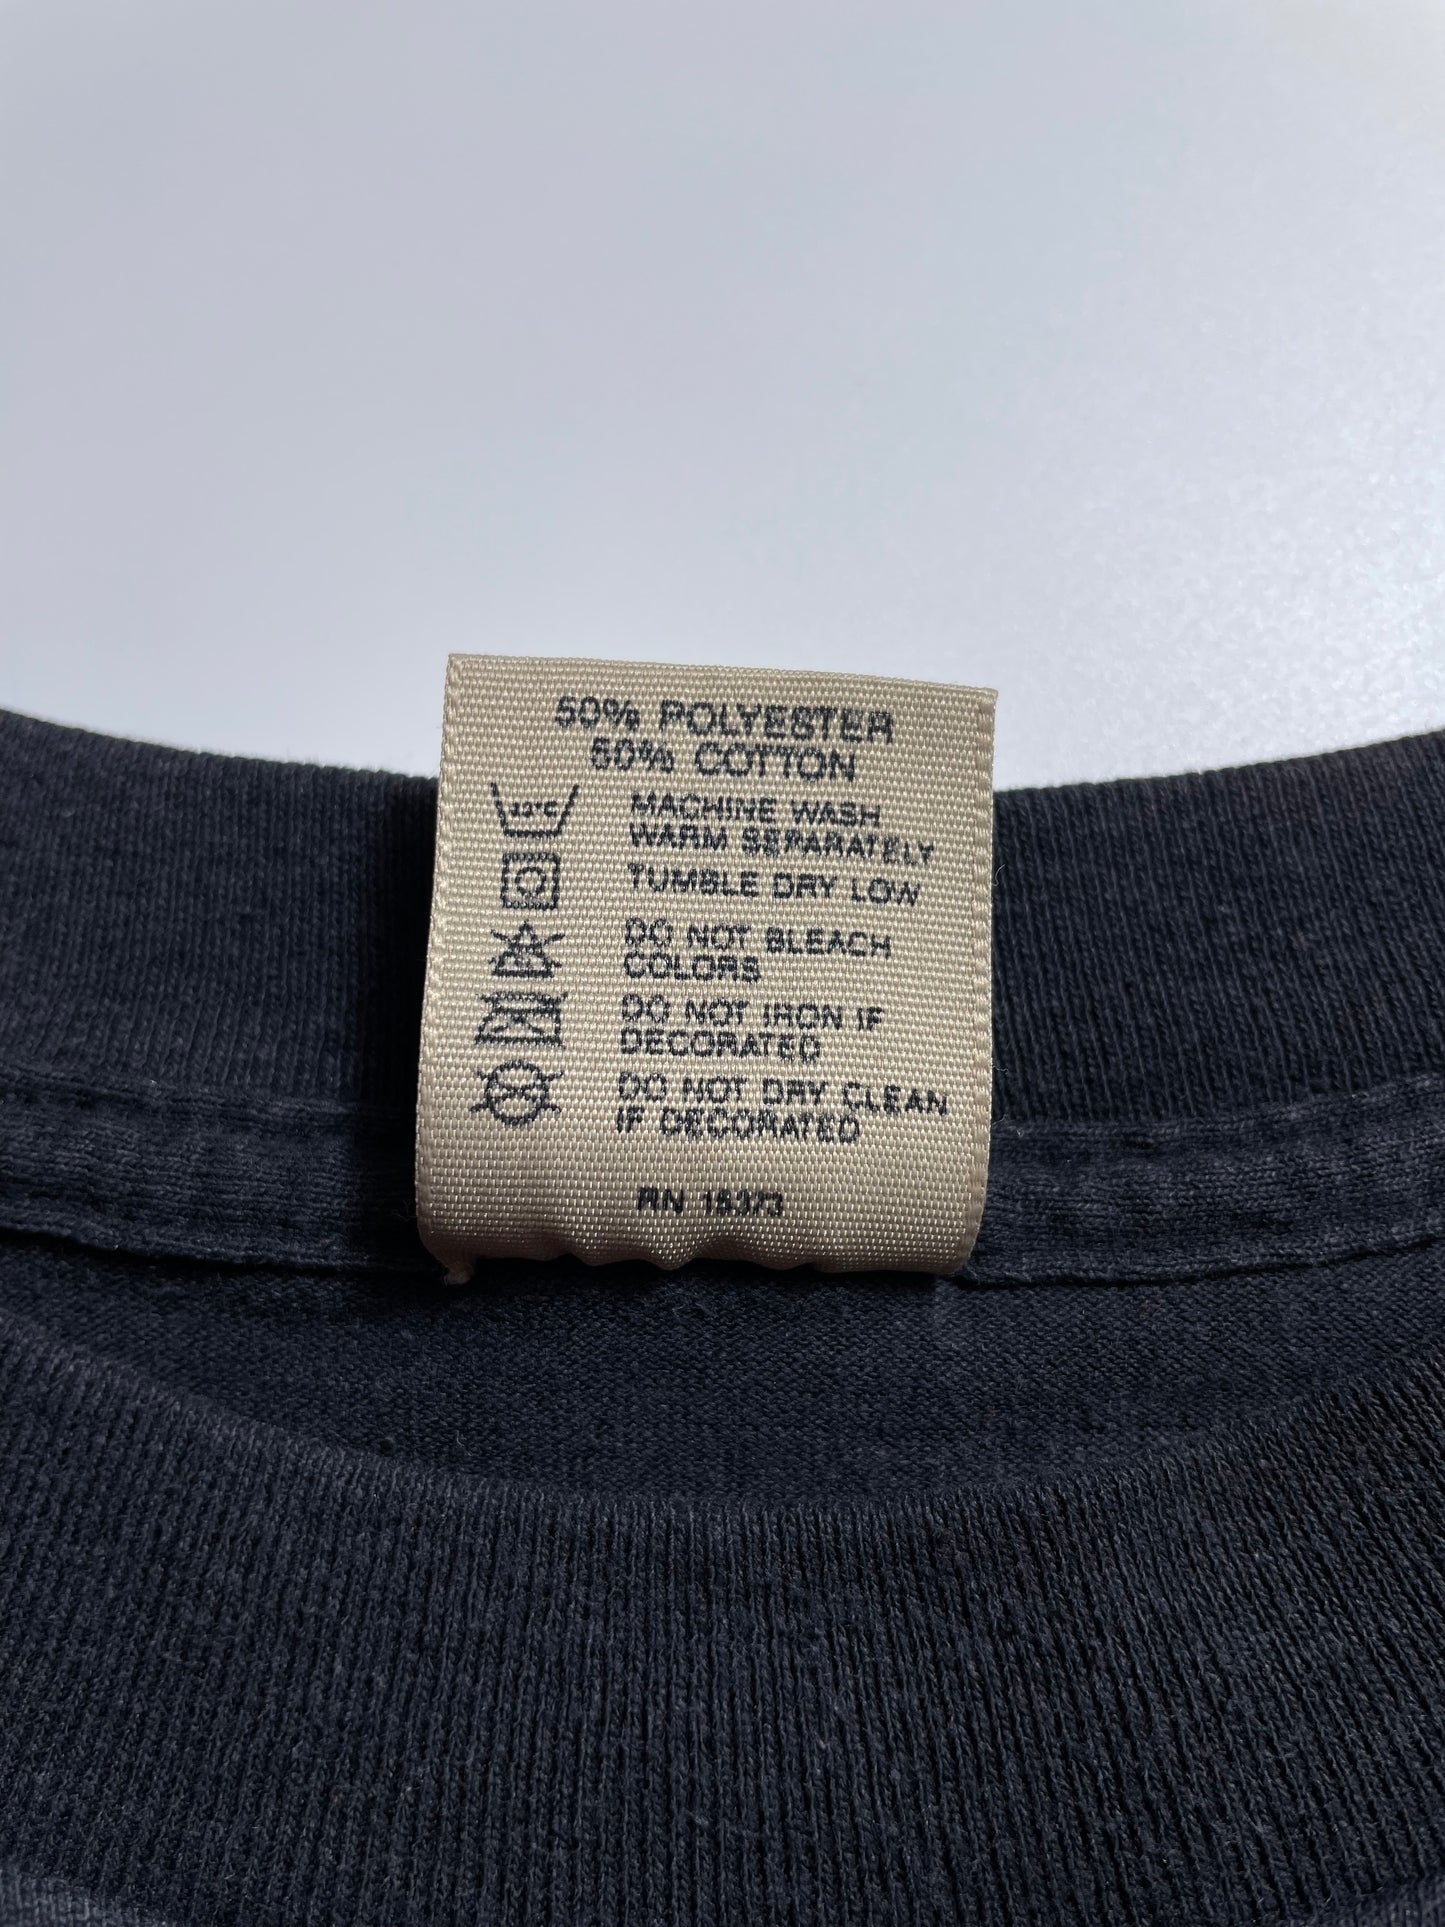 50% POLYESTER
50% COTTON
MACHINE WASH
WARM SEPARATELY
TUMBLE DRY LOW
DO NOT BLEACH
COLORS
DO NOT IRON IF
DECORATED
DO NOT DRY CLEAN
IF DECORATED
RN